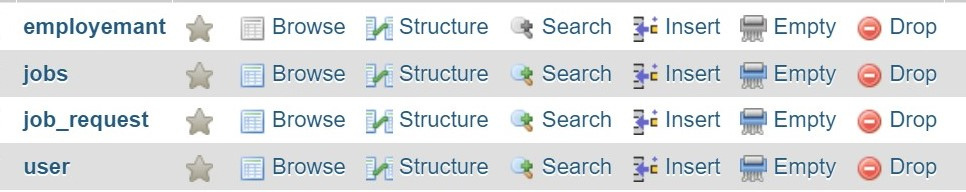 employemant Browse Structure Search Insert Empty Drop
jobs Browse Structure Search Insert Empty Drop
job_request Browse Structure Search Insert Empty Drop
user Browse Structure Search Insert Empty Drop